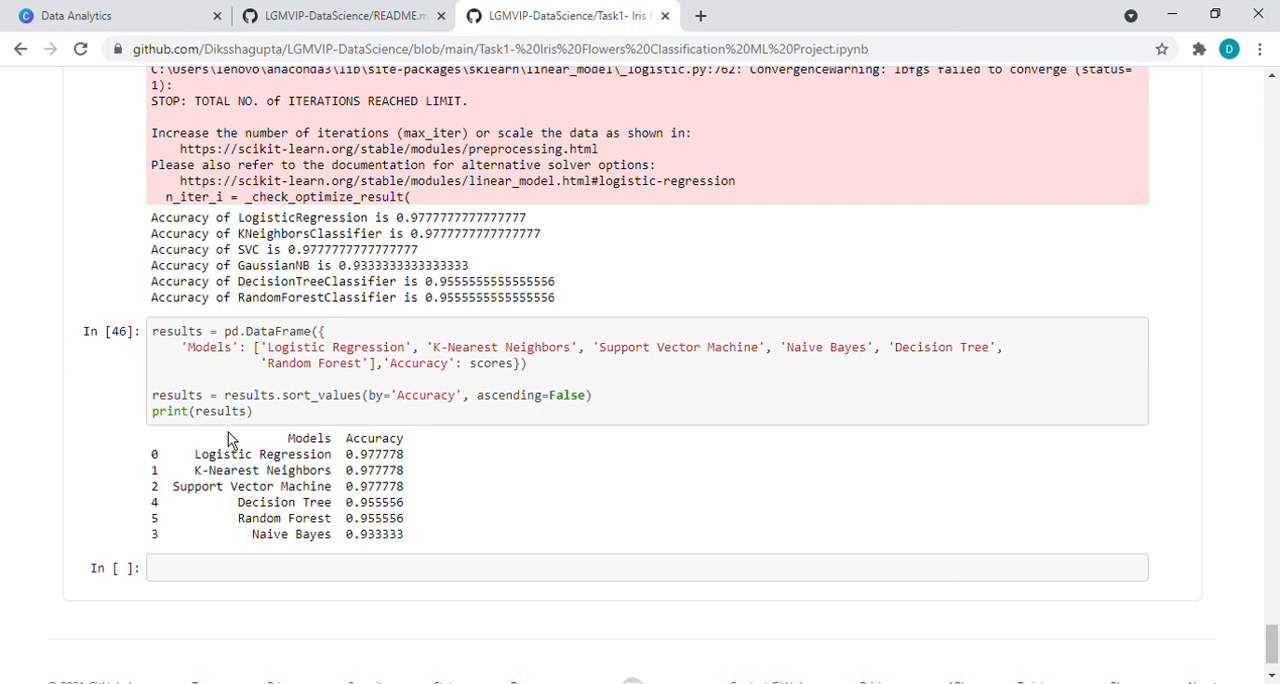 Data Analytics
LGMVIP-DataScience/README.m
LGMVIP-DataScience/Task1- Iris F
github.com/Diksshagupta/LGMVIP-DataScience/blob/main/Task1-%20Iris%20Flowers%20Classification%20ML%20Project.ipynb
D
C:\Users\lenovo\anaconda3\lib\site-packages\sklearn\linear_model\_logistic.py:762: ConvergenceWarning: lbfgs failed to converge (status=
1):
STOP: TOTAL NO. of ITERATIONS REACHED LIMIT.
Increase the number of iterations (max_iter) or scale the data as shown in:
https://scikit-learn.org/stable/modules/preprocessing.html
Please also refer to the documentation for alternative solver options:
https://scikit-learn.org/stable/modules/linear_model.html#logistic-regression
n_iter_i = _check_optimize_result(
Accuracy of LogisticRegression is 0.9777777777777777
Accuracy of KNeighborsClassifier is 0.9777777777777777
Accuracy of SVC is 0.9777777777777777
Accuracy of GaussianNB is 0.9333333333333333
Accuracy of DecisionTreeClassifier is 0.9555555555555556
Accuracy of RandomForestClassifier is 0.9555555555555556
In [46]: results = pd.DataFrame({
'Models': ['Logistic Regression', 'K-Nearest Neighbors', 'Support Vector Machine', 'Naive Bayes', 'Decision Tree',
'Random Forest'],'Accuracy': scores})
results = results.sort_values(by='Accuracy', ascending=False)
print(results)
Models Accuracy
0 Logistic Regression 0.977778
1 K-Nearest Neighbors 0.977778
2 Support Vector Machine 0.977778
4 Decision Tree 0.955556
5 Random Forest 0.955556
3 Naive Bayes 0.933333
In [ ]: